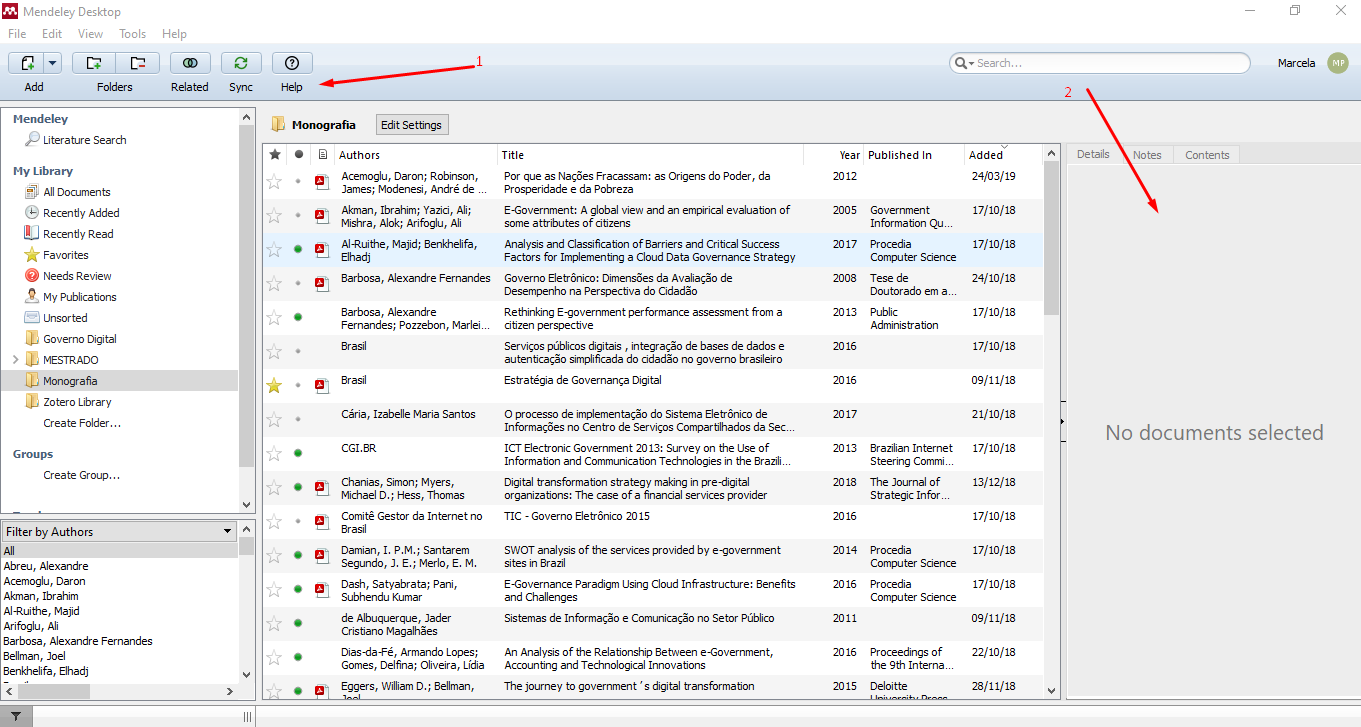 Mendeley Desktop
File Edit View Tools Help
Add Folders Related Sync Help
1
Search...
Marcela MP
2
Mendeley
Literature Search
My Library
All Documents
Recently Added
Recently Read
Favorites
Needs Review
My Publications
Unsorted
Governo Digital
MESTRADO
Monografia
Zotero Library
Create Folder...
Groups
Create Group...
Filter by Authors
All
Abreu, Alexandre
Acemoglu, Daron
Akman, Ibrahim
Al-Ruithe, Majid
Arifoglu, Ali
Barbosa, Alexandre Fernandes
Bellman, Joel
Benkhelifa, Elhadj
Monografia Edit Settings
Authors Title Year Published In Added
Acemoglu, Daron; Robinson, Por que as Nações Fracassam: as Origens do Poder, da 2012 24/03/19
James; Modenesi, André de ... Prosperidade e da Pobreza
Akman, Ibrahim; Yazici, Ali; E-Government: A global view and an empirical evaluation of 2005 Government 17/10/18
Mishra, Alok; Arifoglu, Ali some attributes of citizens Information Qu...
Al-Ruithe, Majid; Benkhelifa, Analysis and Classification of Barriers and Critical Success 2017 Procedia 17/10/18
Elhadj Factors for Implementing a Cloud Data Governance Strategy Computer Science
Barbosa, Alexandre Fernandes Governo Eletrônico: Dimensões da Avaliação de 2008 Tese de 24/10/18
Desempenho na Perspectiva do Cidadão Doutorado em a...
Barbosa, Alexandre Rethinking E-government performance assessment from a 2013 Public 17/10/18
Fernandes; Pozzebon, Marlei... citizen perspective Administration
Brasil Serviços públicos digitais , integração de bases de dados e 2016 17/10/18
autenticação simplificada do cidadão no governo brasileiro
Brasil Estratégia de Governança Digital 2016 09/11/18
Cária, Izabelle Maria Santos O processo de implementação do Sistema Eletrônico de 2017 21/10/18
Informações no Centro de Serviços Compartilhados da Sec...
CGI.BR ICT Electronic Government 2013: Survey on the Use of 2013 Brazilian Internet 17/10/18
Information and Communication Technologies in the Brazili... Steering Commi...
Chanias, Simon; Myers, Digital transformation strategy making in pre-digital 2018 The Journal of 13/12/18
Michael D.; Hess, Thomas organizations: The case of a financial services provider Strategic Infor...
Comitê Gestor da Internet no TIC - Governo Eletrônico 2015 2016 17/10/18
Brasil
Damian, I. P.M.; Santarem SWOT analysis of the services provided by e-government 2014 Procedia 17/10/18
Segundo, J. E.; Merlo, E. M. sites in Brazil Computer Science
Dash, Satyabrata; Pani, E-Governance Paradigm Using Cloud Infrastructure: Benefits 2016 Procedia 17/10/18
Subhendu Kumar and Challenges Computer Science
de Albuquerque, Jader Sistemas de Informação e Comunicação no Setor Público 2011 09/11/18
Cristiano Magalhães
Dias-da-Fé, Armando Lopes; An Analysis of the Relationship Between e-Government, 2016 Proceedings of 22/10/18
Gomes, Delfina; Oliveira, Lídia Accounting and Technological Innovations the 9th Interna...
Eggers, William D.; Bellman, The journey to government´s digital transformation 2015 Deloitte 28/11/18
Details Notes Contents
No documents selected